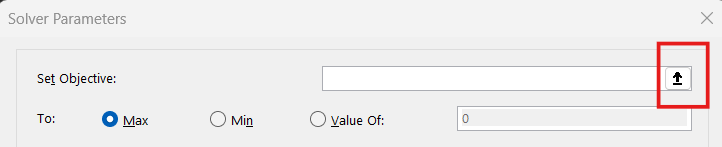 Solver Parameters
Set Objective:
To: Max Min Value Of: 0